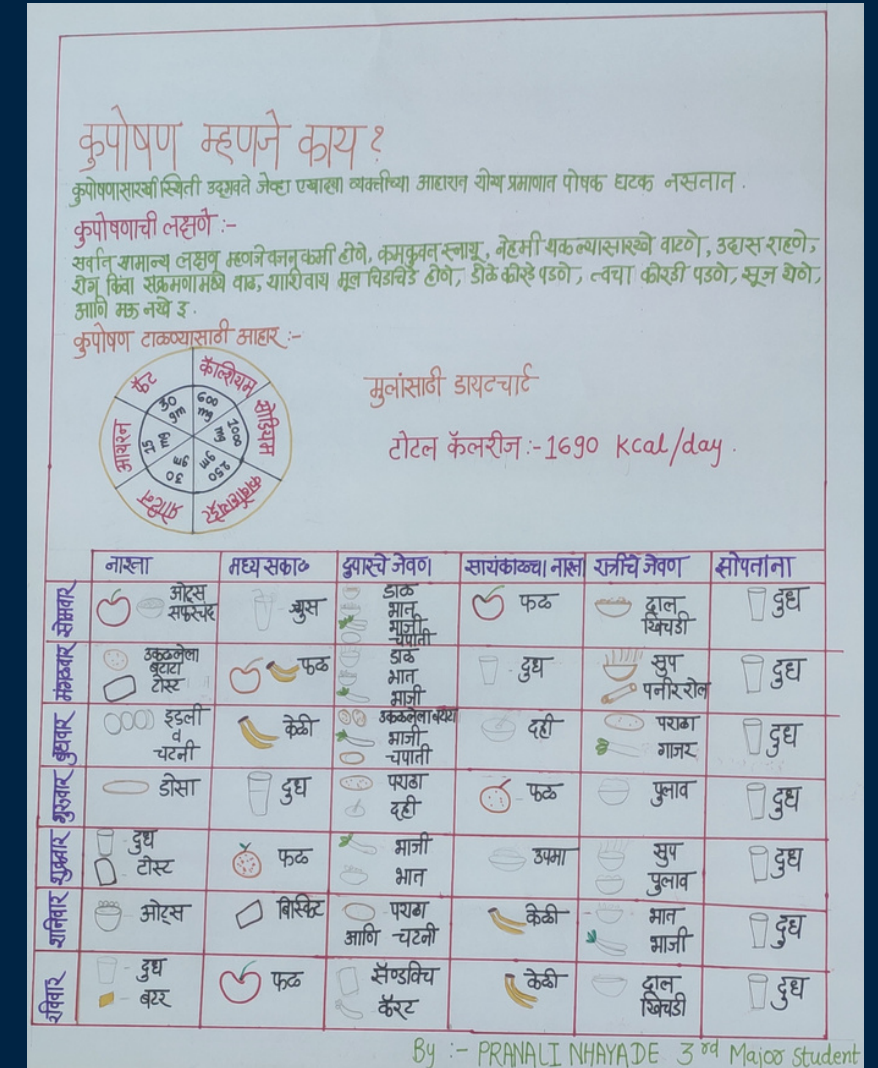 कुपोषण म्हणजे काय ?
कुपोषणासारखी स्थिती उद्भवते जेव्हा एखाद्या व्यक्तीच्या आहारात योग्य प्रमाणात पोषक घटक नसतात .
कुपोषणाची लक्षणे :-
सर्वात सामान्य लक्षण म्हणजे वजन कमी होणे, कमकुवत स्नायू, नेहमी थकल्यासारखे वाटणे, उदास राहणे,
रोग किंवा संक्रमणामध्ये वाढ, याशिवाय मूल चिडचिडे होणे, डोळे कोरडे पडणे, त्वचा कोरडी पडणे, सूज येणे,
आणि मऊ नखे इ .
कुपोषण टाळण्यासाठी आहार :-
कॅल्शियम 600 mg
सोडियम 1000 mg
कार्बोहायड्रेट 250 gm
प्रोटिन 30 gm
आयरन 15 mg
फॅट 30 gm
मुलांसाठी डायटचार्ट
टोटल कॅलरीज :- 1690 Kcal/day .
नास्ता मध्य सकाळ दुपारचे जेवण सायंकाळचा नास्ता रात्रीचे जेवण झोपतांना
सोमवार ओट्स सफरचंद ज्युस डाळ भात भाजी चपाती फळ दाल खिचडी दुध
मंगळवार उकळलेला बटाटा टोस्ट फळ डाळ भात भाजी दुध सुप पनीर रोल दुध
बुधवार इडली व चटनी केळी उकळलेला भाजी चपाती दही पराठा गाजर दुध
गुरूवार डोसा दुध पराठा दही फळ पुलाव दुध
शुक्रवार दुध टोस्ट फळ भाजी भात उपमा सुप पुलाव दुध
शनिवार ओट्स बिस्किट पराठा आणि चटनी केळी भात भाजी दुध
रविवार दुध बटर फळ सॅण्डविच कॅरट केळी दाल खिचडी दुध
By :- PRANALI NHAYADE 3rd Major student